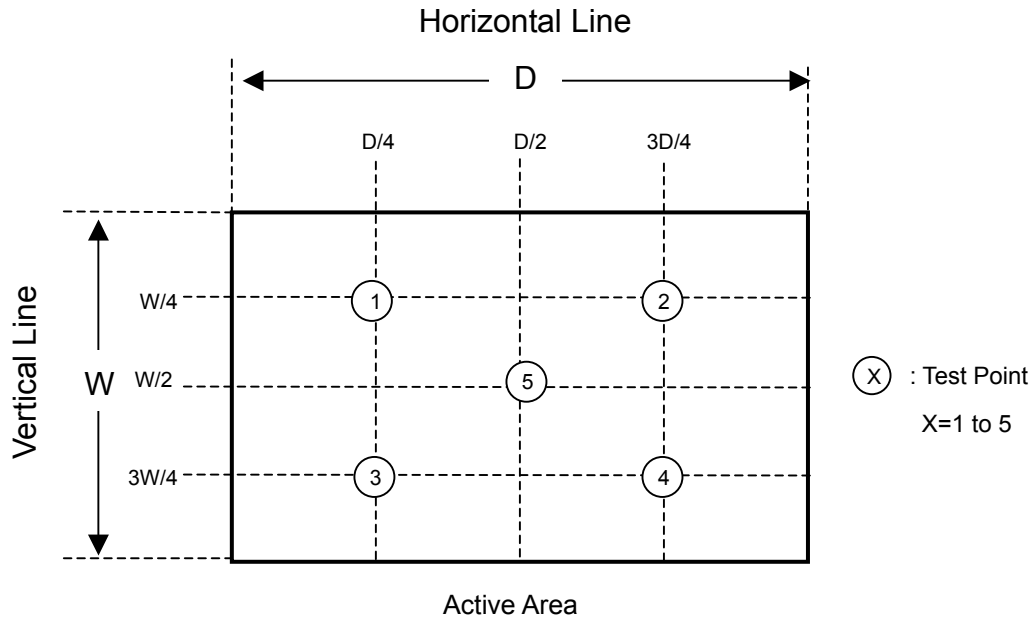 Horizontal Line
D
D/4 D/2 3D/4
Vertical Line
W
W/4
W/2
3W/4
1
2
5
3
4
X : Test Point
X=1 to 5
Active Area